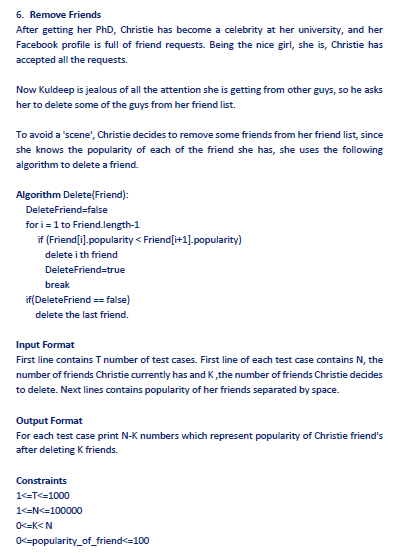 6. Remove Friends
After getting her PhD, Christie has become a celebrity at her university, and her
Facebook profile is full of friend requests. Being the nice girl, she is, Christie has
accepted all the requests.
Now Kuldeep is jealous of all the attention she is getting from other guys, so he asks
her to delete some of the guys from her friend list.
To avoid a 'scene', Christie decides to remove some friends from her friend list, since
she knows the popularity of each of the friend she has, she uses the following
algorithm to delete a friend.
Algorithm Delete(Friend):
DeleteFriend=false
for i = 1 to Friend.length-1
if (Friend[i].popularity < Friend[i+1].popularity)
delete i th friend
DeleteFriend=true
break
if(DeleteFriend == false)
delete the last friend.
Input Format
First line contains T number of test cases. First line of each test case contains N, the
number of friends Christie currently has and K ,the number of friends Christie decides
to delete. Next lines contains popularity of her friends separated by space.
Output Format
For each test case print N-K numbers which represent popularity of Christie friend's
after deleting K friends.
Constraints
1<=T<=1000
1<=N<=100000
0<=K< N
0<=popularity_of_friend<=100